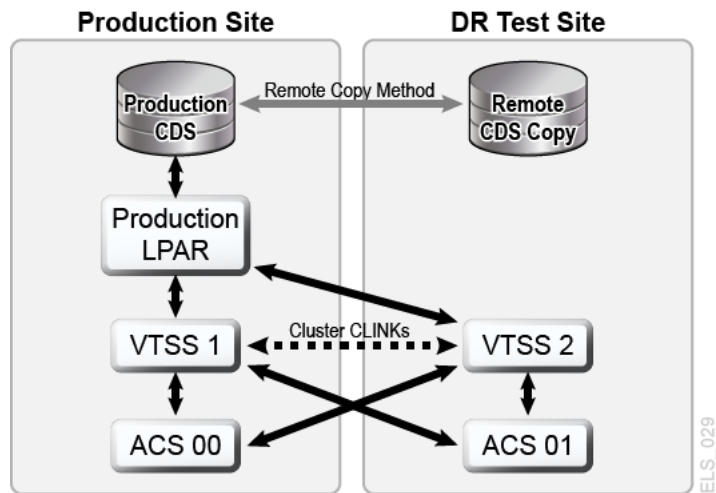 Production Site
DR Test Site
Production
CDS
Remote Copy Method
Remote
CDS Copy
Production
LPAR
VTSS 1
Cluster CLINKs
VTSS 2
ACS 00
ACS 01
ELS_029